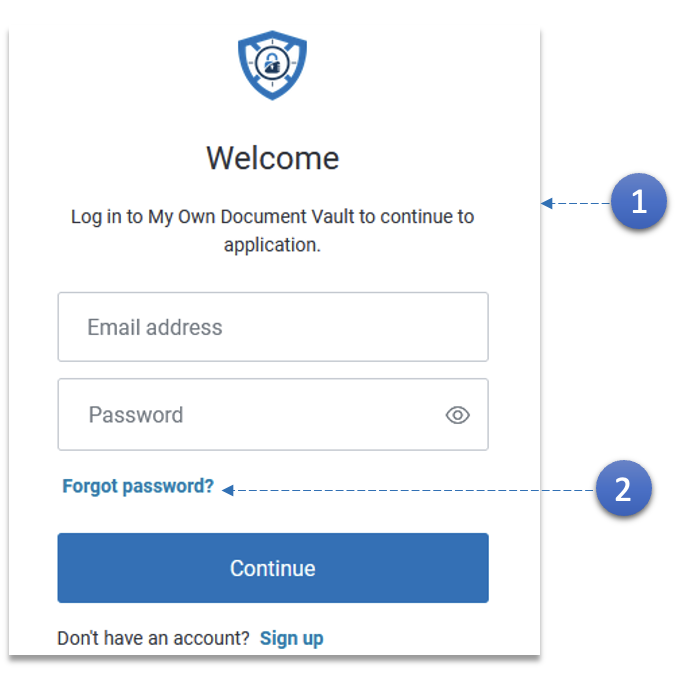 Welcome
Log in to My Own Document Vault to continue to
application.
1
Email address
Password
Forgot password?
2
Continue
Don't have an account? Sign up